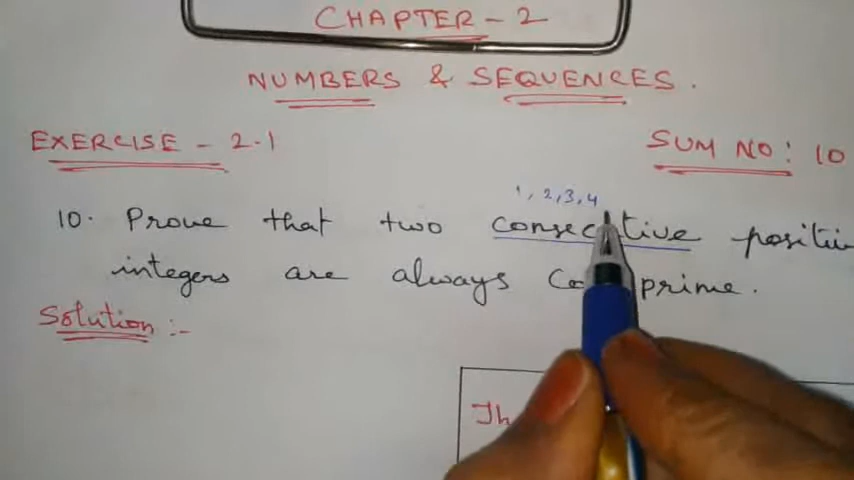 CHAPTER - 2
NUMBERS & SEQUENCES.
EXERCISE - 2.1
SUM NO: 10
1, 2, 3, 4
10. Prove that two consecutive
integers are always prime.
Solution :-